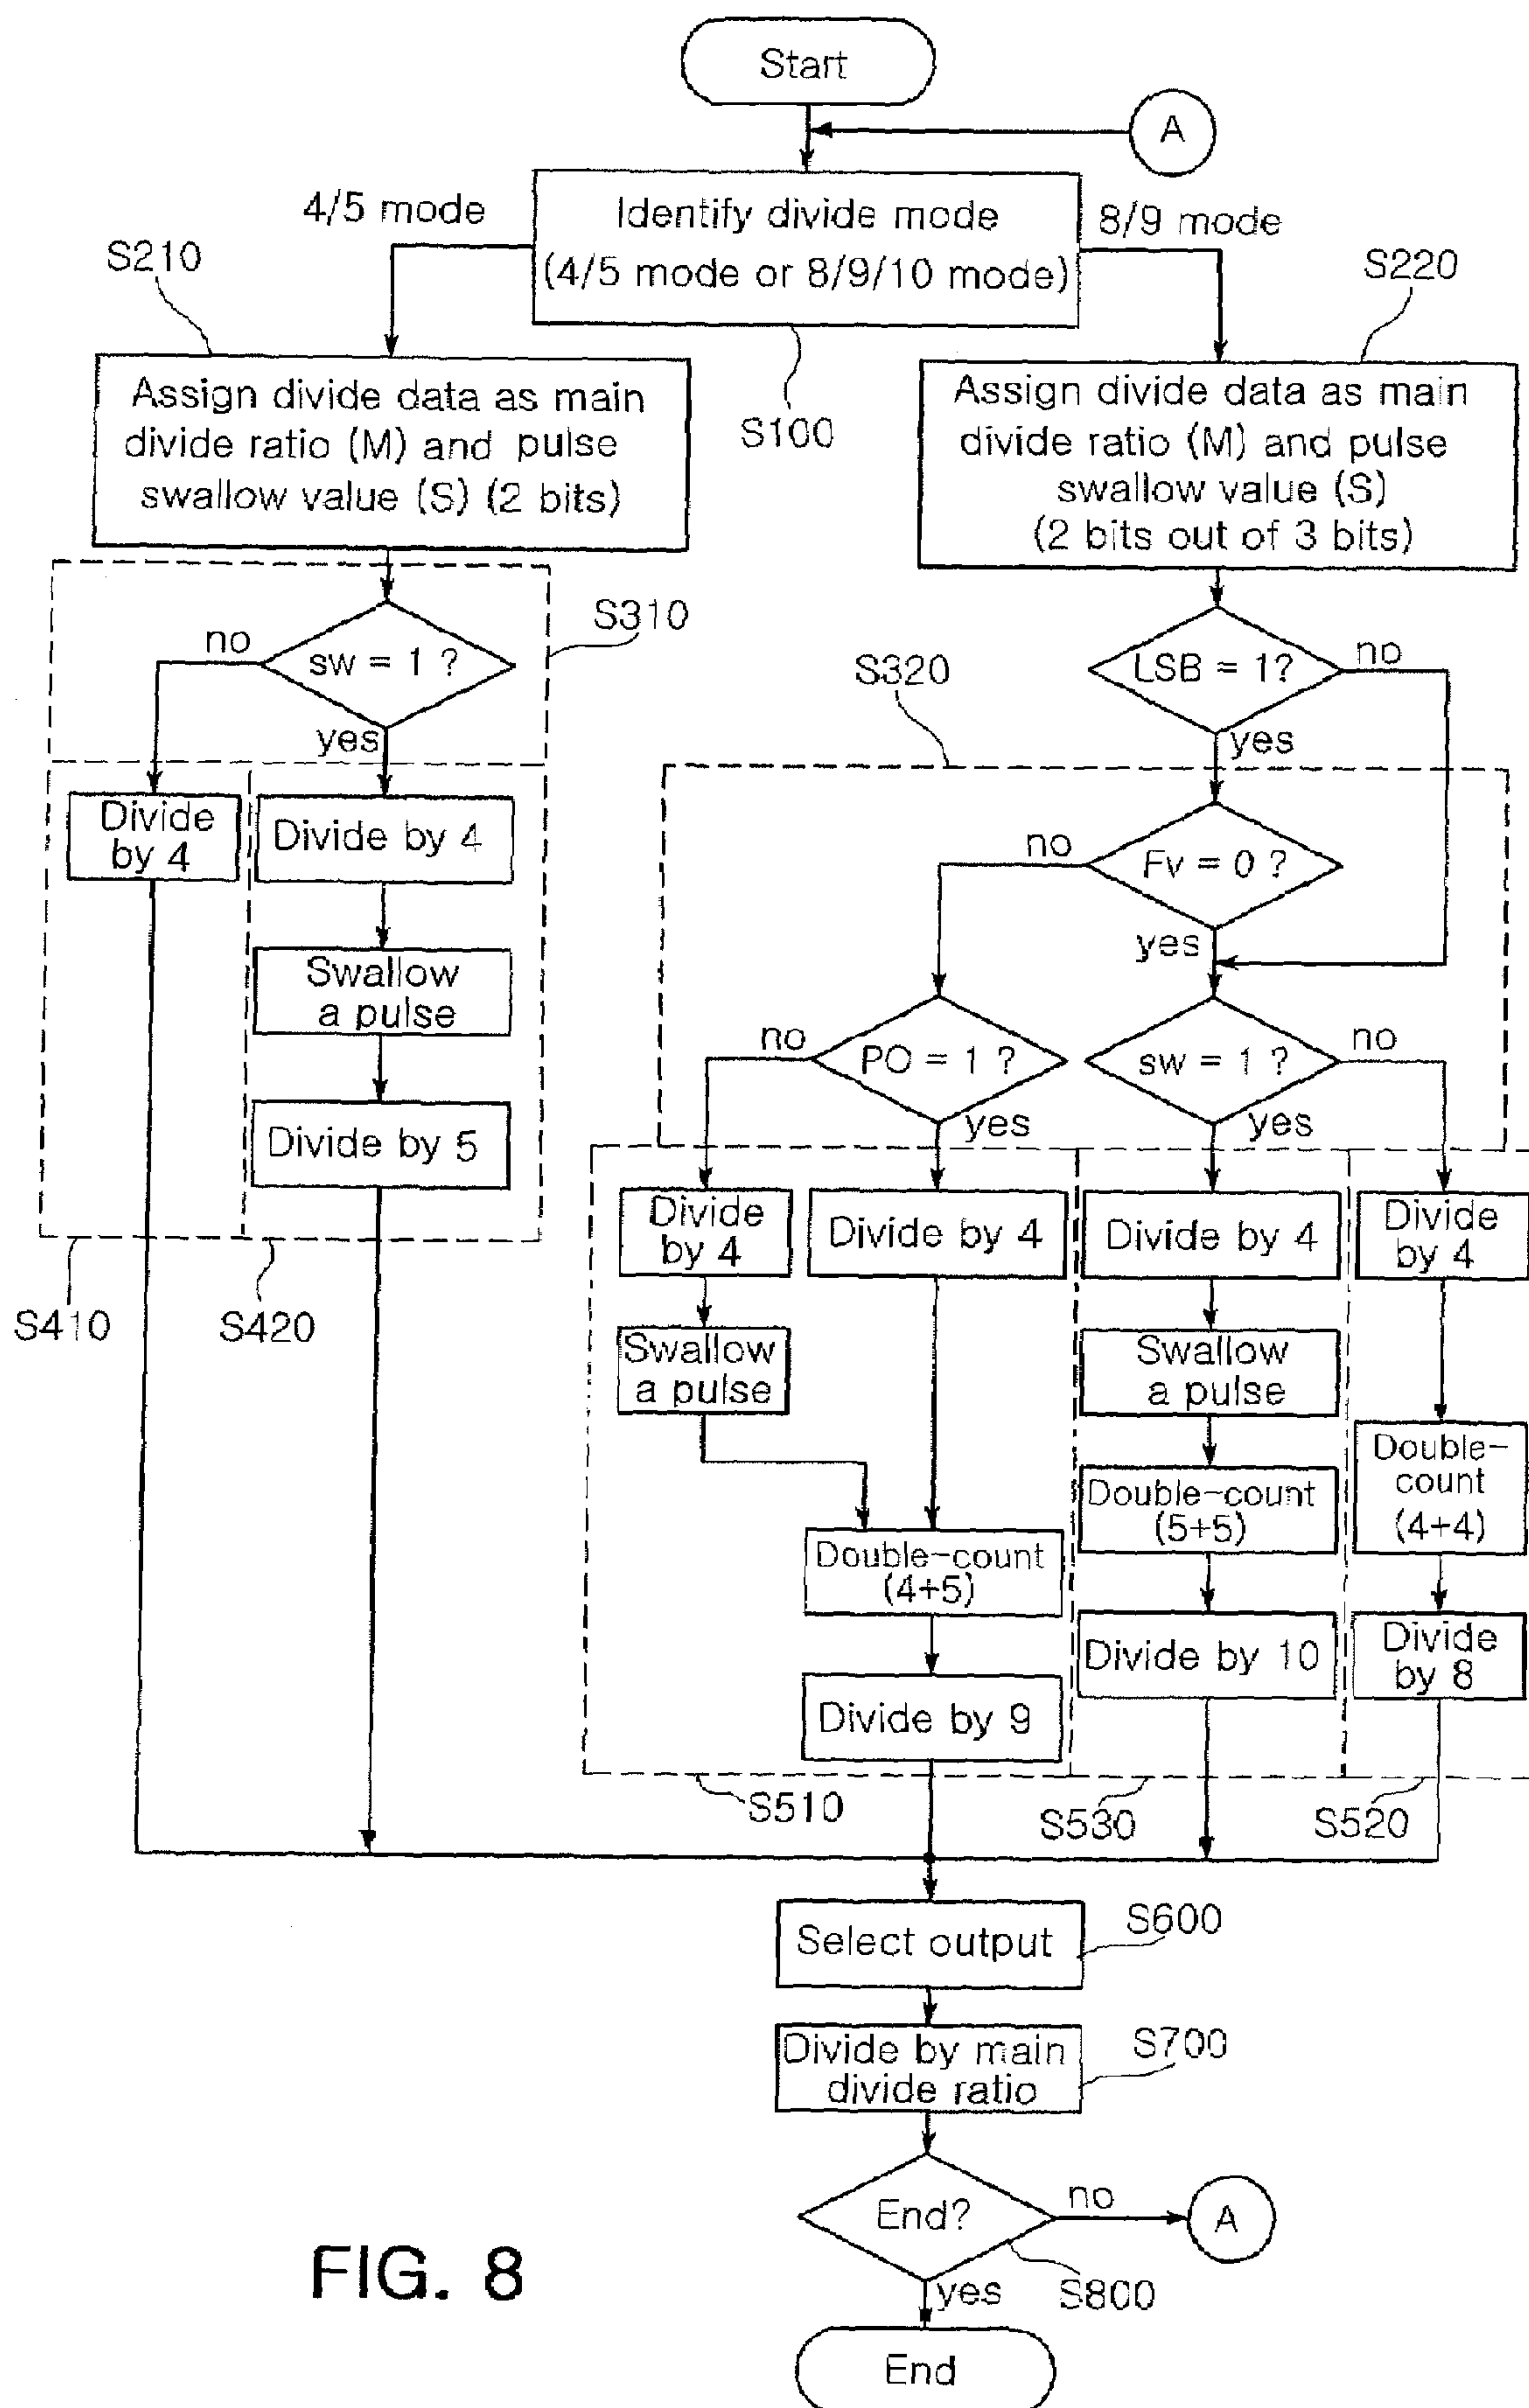 Start
A
4/5 mode
Identify divide mode
(4/5 mode or 8/9/10 mode)
8/9 mode
S210
S220
S100
Assign divide data as main
divide ratio (M) and pulse
swallow value (S) (2 bits)
Assign divide data as main
divide ratio (M) and pulse
swallow value (S)
(2 bits out of 3 bits)
S310
no
sw = 1 ?
yes
LSB = 1?
no
yes
S320
Divide
by 4
Divide by 4
no
Fv = 0 ?
yes
Swallow
a pulse
no
PO = 1 ?
yes
sw = 1 ?
no
yes
Divide by 5
Divide
by 4
Divide by 4
Divide by 4
Divide
by 4
S410
S420
Swallow
a pulse
Swallow
a pulse
Double-
count
(4+4)
Double-count
(5+5)
Double-count
(4+5)
Divide by 10
Divide
by 8
Divide by 9
S510
S530
S520
Select output
S600
Divide by main
divide ratio
S700
End?
no
A
yes
S800
End
FIG. 8